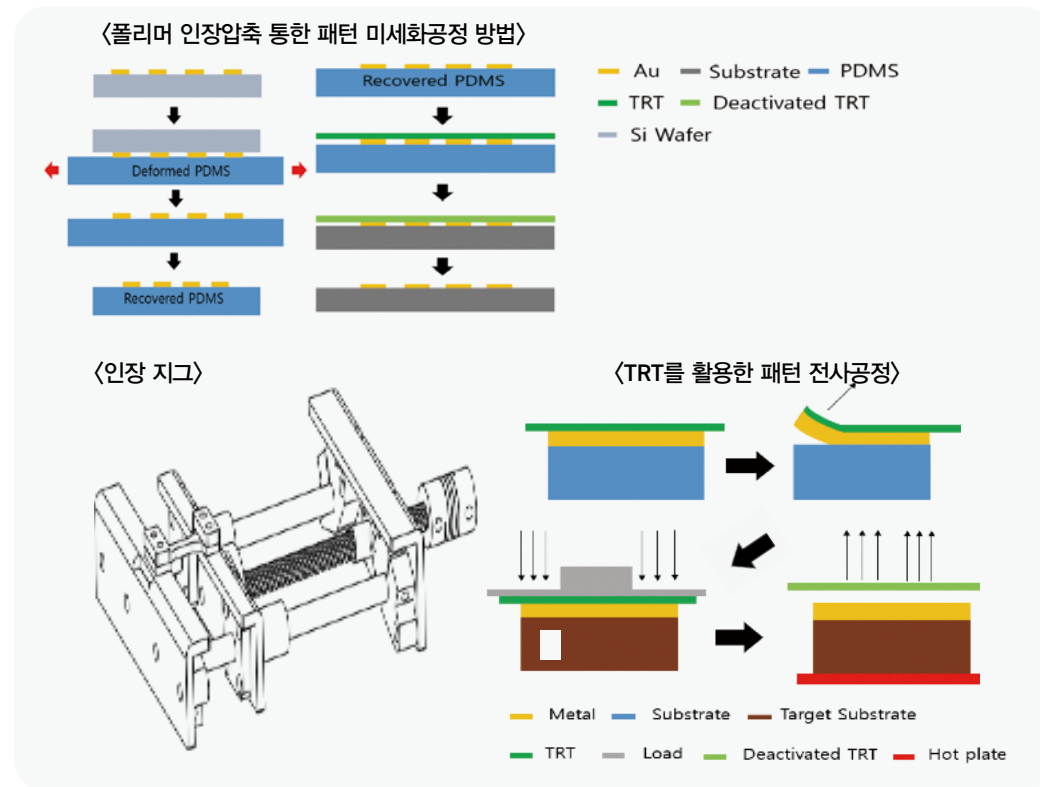 〈폴리머 인장압축 통한 패턴 미세화공정 방법〉
Recovered PDMS
Deformed PDMS
Recovered PDMS
Au Substrate PDMS
TRT Deactivated TRT
Si Wafer
〈인장 지그〉
〈TRT를 활용한 패턴 전사공정〉
Metal Substrate Target Substrate
TRT Load Deactivated TRT Hot plate